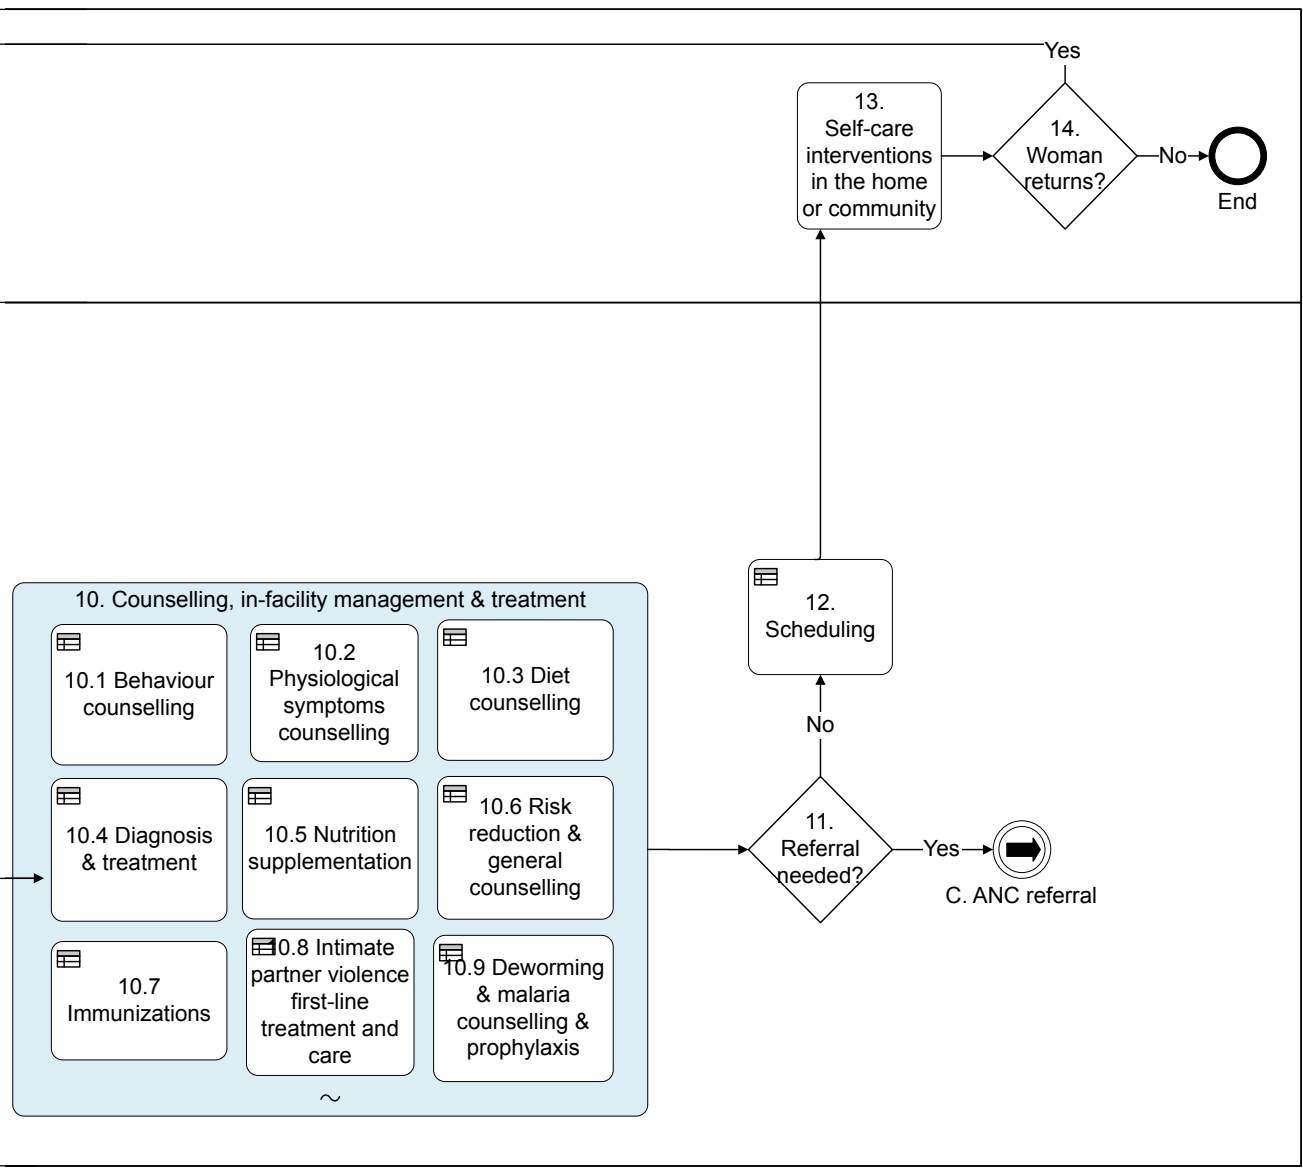 Yes
13.
Self-care
interventions
in the home
or community
14.
Woman
returns?
No
End
10. Counselling, in-facility management & treatment
10.1 Behaviour
counselling
10.2
Physiological
symptoms
counselling
10.3 Diet
counselling
10.4 Diagnosis
& treatment
10.5 Nutrition
supplementation
10.6 Risk
reduction &
general
counselling
10.7
Immunizations
10.8 Intimate
partner violence
first-line
treatment and
care
10.9 Deworming
& malaria
counselling &
prophylaxis
~
12.
Scheduling
No
11.
Referral
needed?
Yes
C. ANC referral